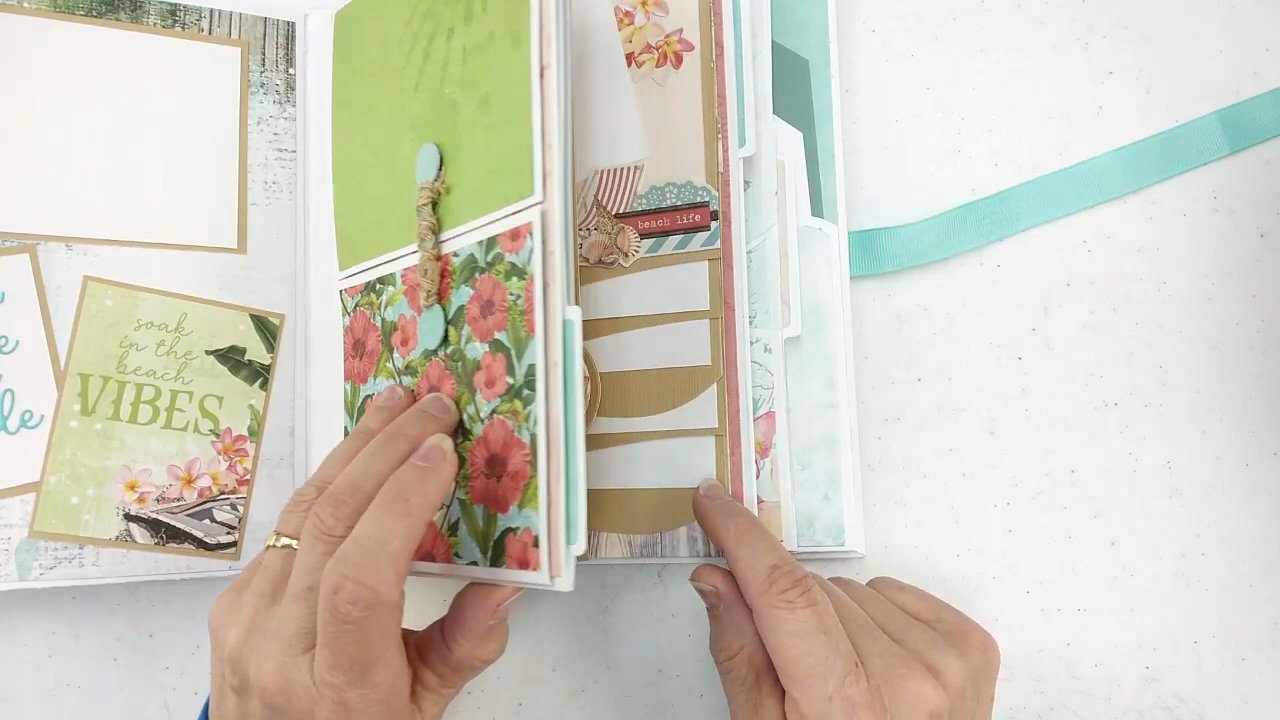 soak
in the
beach
VIBES
beach life